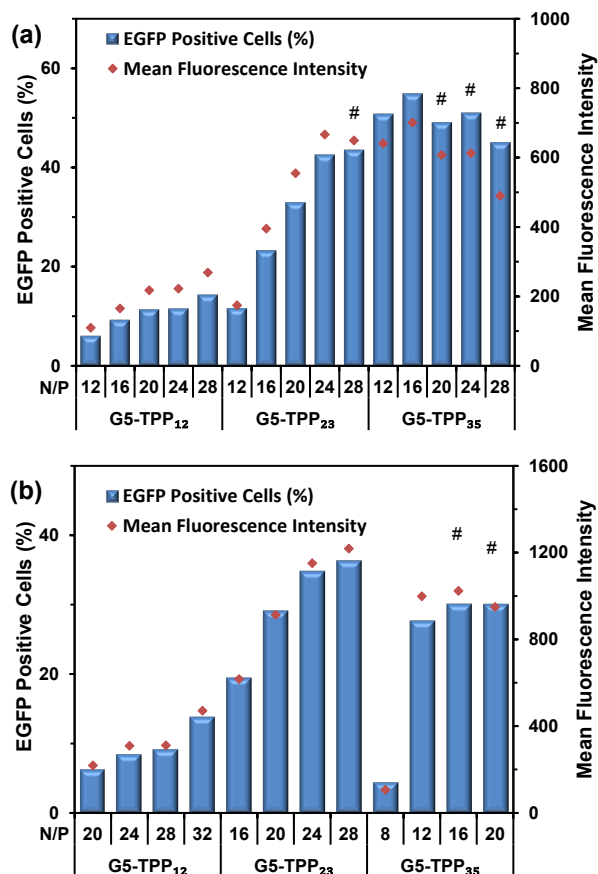 (a)
EGFP Positive Cells (%)
Mean Fluorescence Intensity
EGFP Positive Cells (%)
60
40
20
0
1000
800
600
400
200
0
Mean Fluorescence Intensity
# # # #
N/P 12 16 20 24 28 12 16 20 24 28 12 16 20 24 28
G5-TPP₁₂ G5-TPP₂₃ G5-TPP₃₅
(b)
EGFP Positive Cells (%)
Mean Fluorescence Intensity
EGFP Positive Cells (%)
40
20
0
1600
1200
800
400
0
Mean Fluorescence Intensity
# #
N/P 20 24 28 32 16 20 24 28 8 12 16 20
G5-TPP₁₂ G5-TPP₂₃ G5-TPP₃₅